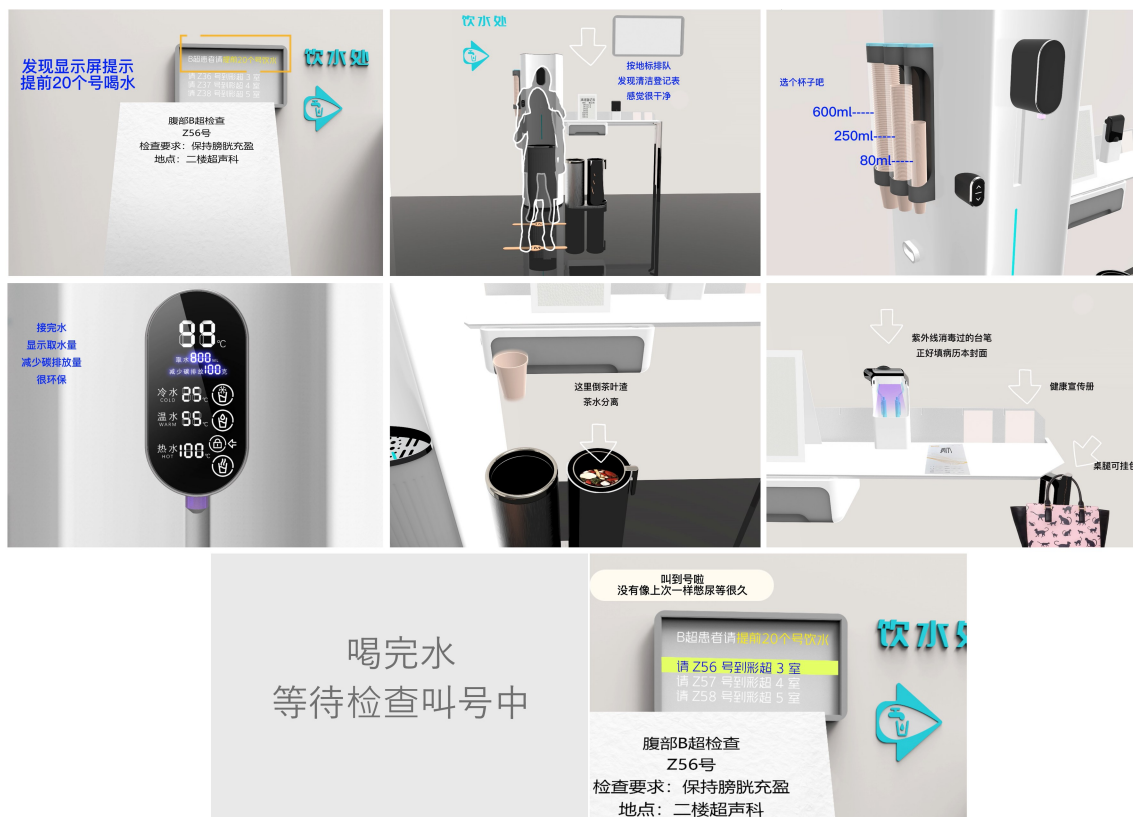 发现显示屏提示
提前20个号喝水
B超患者请提前20个号饮水
请 Z36 号到彩超 3 室
请 Z37 号到彩超 4 室
请 Z38 号到彩超 5 室
饮水处
腹部B超检查
Z56号
检查要求：保持膀胱充盈
地点：二楼超声科
饮水处
按地标排队
发现清洁登记表
感觉很干净
选个杯子吧
600ml----
250ml----
80ml----
接完水
显示取水量
减少碳排放量
很环保
99℃
温水800
减少碳排放100克
冷水 25℃
COLD
温水 55℃
WARM
热水 100℃
HOT
这里倒茶叶渣
茶水分离
紫外线消毒过的台笔
正好填病历本封面
健康宣传册
桌腿可挂包
喝完水
等待检查叫号中
叫到号啦
没有像上次一样憋尿等很久
B超患者请提前20个号饮水
请 Z56 号到彩超 3 室
请 Z57 号到彩超 4 室
请 Z58 号到彩超 5 室
饮水处
腹部B超检查
Z56号
检查要求：保持膀胱充盈
地点：二楼超声科